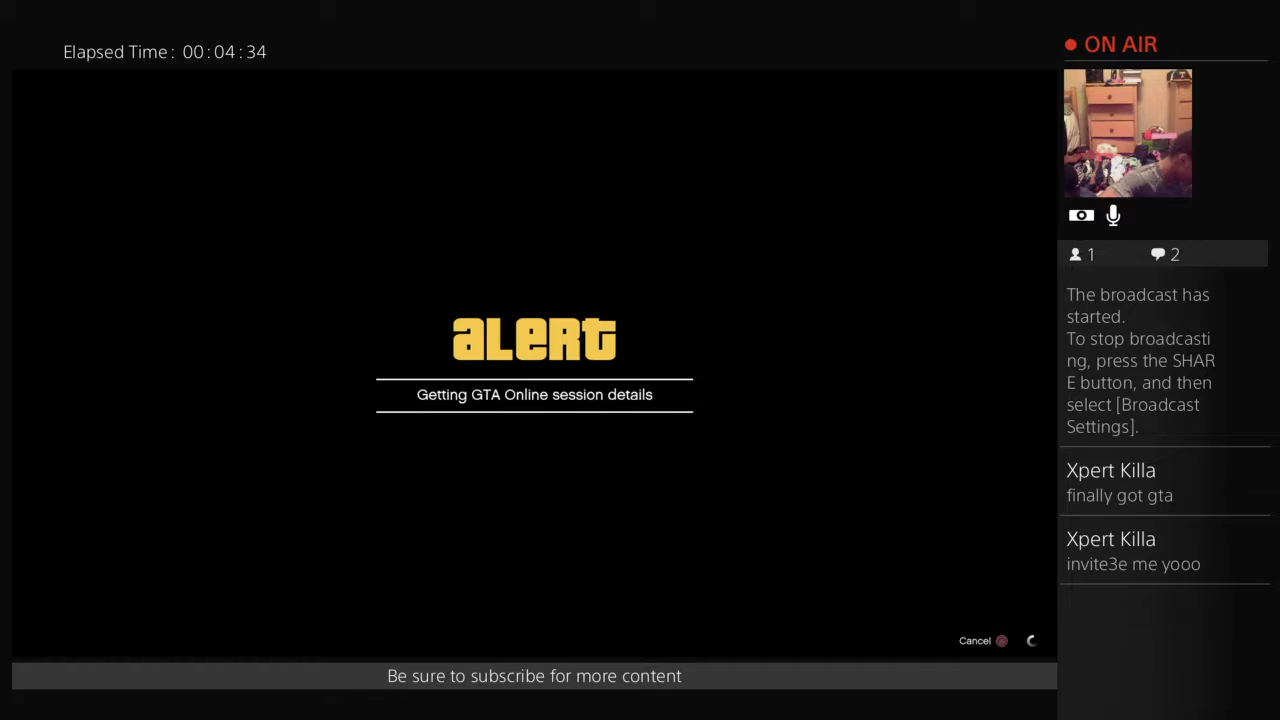 Elapsed Time: 00:04:34
ON AIR
1 2
The broadcast has
started.
To stop broadcasti
ng, press the SHAR
E button, and then
select [Broadcast
Settings].
Xpert Killa
finally got gta
Xpert Killa
invite3e me yooo
alert
Getting GTA Online session details
Cancel
Be sure to subscribe for more content